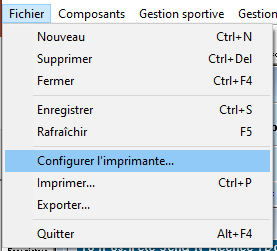 Fichier Composants Gestion sportive Gestion
Nouveau Ctrl+N
Supprimer Ctrl+Del
Fermer Ctrl+F4
Enregistrer Ctrl+S
Rafraîchir F5
Configurer l'imprimante...
Imprimer... Ctrl+P
Exporter...
Quitter Alt+F4